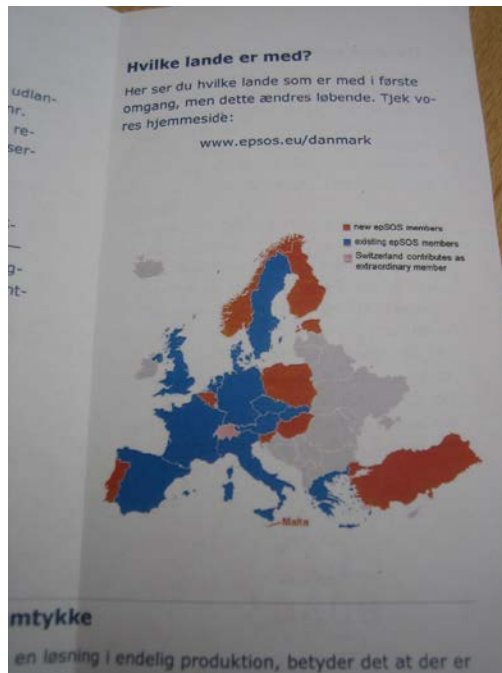 udlan-
nr.
re-
ser-
t-
g-
nt-
Hvilke lande er med?
Her ser du hvilke lande som er med i første
omgang, men dette ændres løbende. Tjek vo-
res hjemmeside:
www.epsos.eu/danmark
new epSOS members
existing epSOS members
Switzerland contributes as
extraordinary member
Malta
mtykke
en løsning i endelig produktion, betyder det at der er